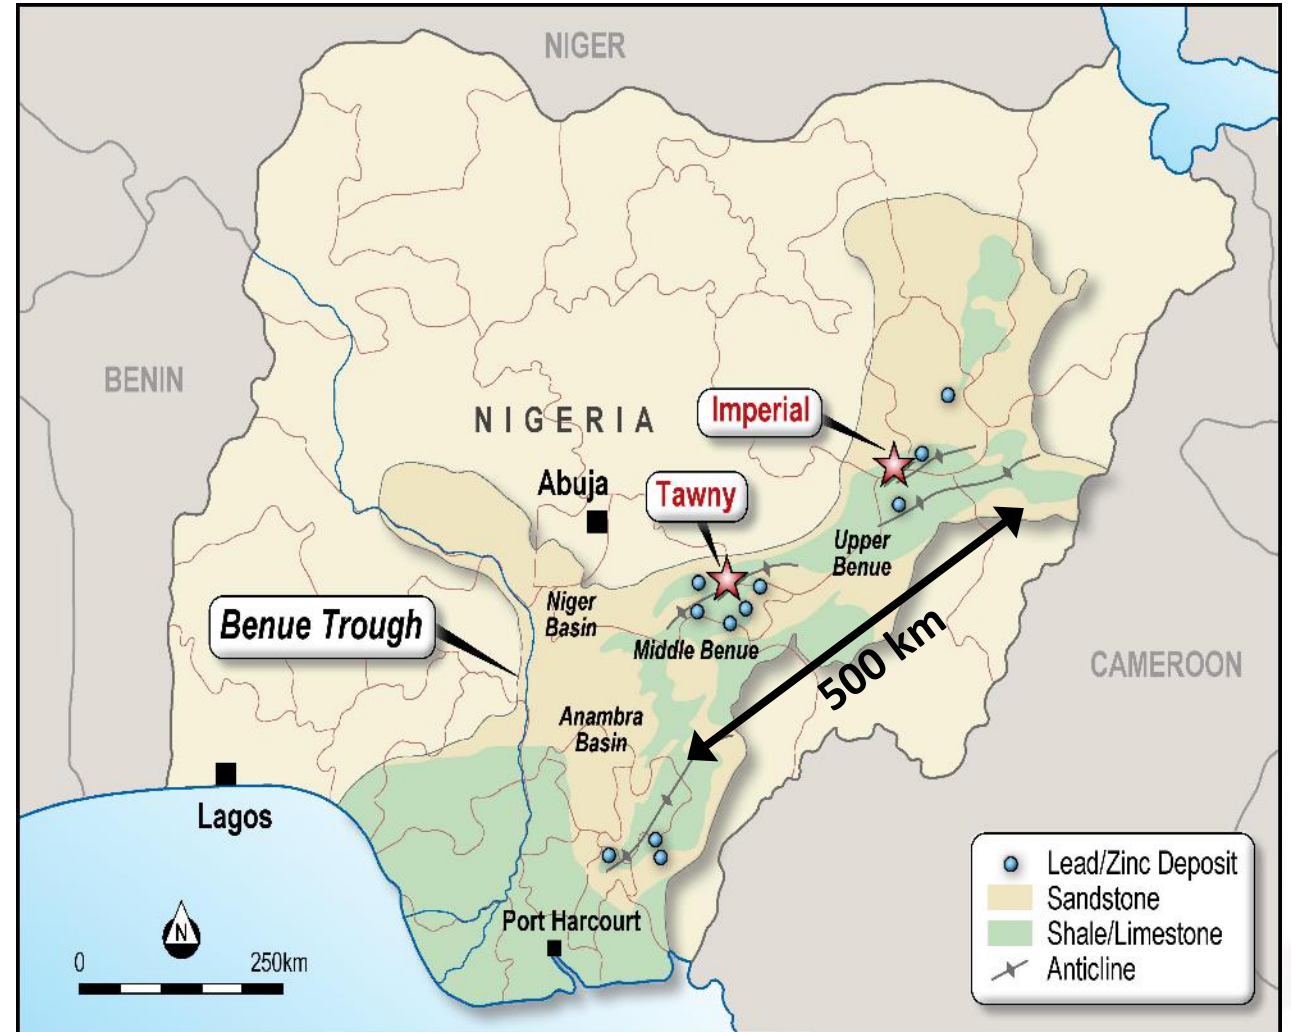 NIGER
BENIN
NIGERIA
Imperial
Abuja
Tawny
Upper
Benue
Niger
Basin
Benue Trough
Middle Benue
500 km
CAMEROON
Anambra
Basin
Lagos
Port Harcourt
N
0 250km
Lead/Zinc Deposit
Sandstone
Shale/Limestone
Anticline